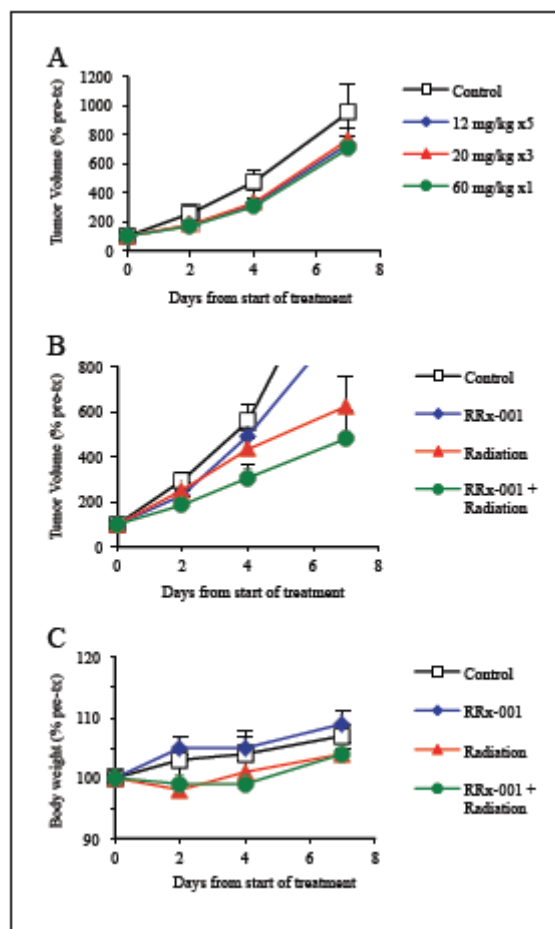 A
1200
1000
800
600
400
200
0
Tumor Volume (% pre-tx)
0 2 4 6 8
Days from start of treatment
Control
12 mg/kg x5
20 mg/kg x3
60 mg/kg x1
B
800
600
400
200
0
Tumor Volume (% pre-tx)
0 2 4 6 8
Days from start of treatment
Control
RRx-001
Radiation
RRx-001 +
Radiation
C
120
110
100
90
Body weight (% pre-tx)
0 2 4 6 8
Days from start of treatment
Control
RRx-001
Radiation
RRx-001 +
Radiation